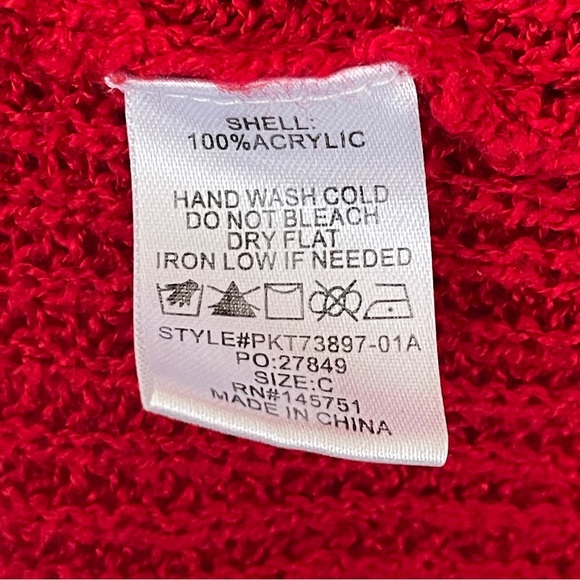 SHELL:
100%ACRYLIC
HAND WASH COLD
DO NOT BLEACH
DRY FLAT
IRON LOW IF NEEDED
STYLE#PKT73897-01A
PO:27849
SIZE:C
RN#145751
MADE IN CHINA